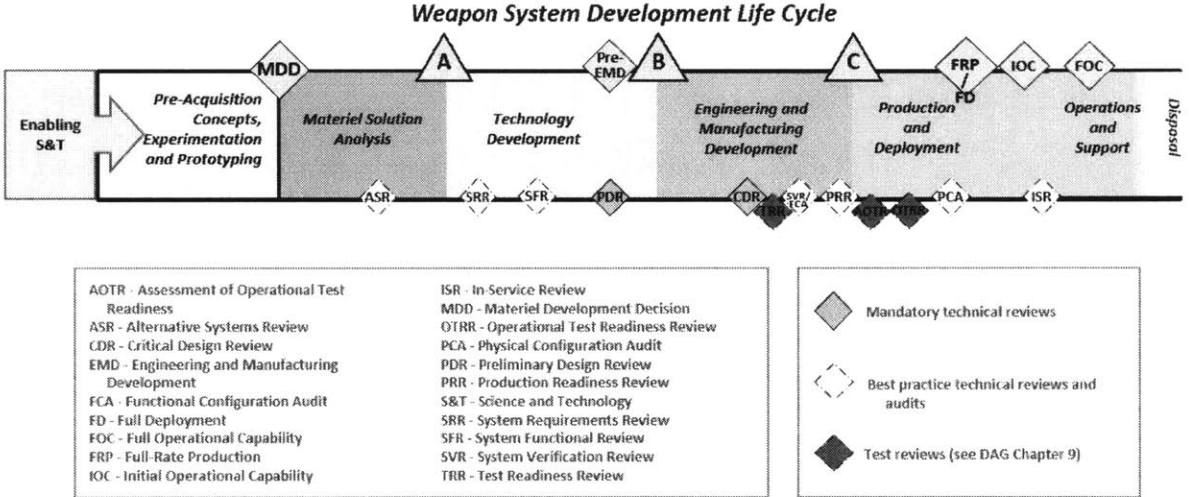 Weapon System Development Life Cycle
MDD
A
Pre-
EMD
B
C
FRP
/
FD
IOC
FOC
Enabling
S&T
Pre-Acquisition
Concepts,
Experimentation
and Prototyping
Materiel Solution
Analysis
Technology
Development
Engineering and
Manufacturing
Development
Production
and
Deployment
Operations
and
Support
Disposal
ASR
SRR
SFR
PDR
CDR
TRR
SVR/
FCA
PRR
AOTR
OTRR
PCA
ISR
AOTR - Assessment of Operational Test
Readiness
ASR - Alternative Systems Review
CDR - Critical Design Review
EMD - Engineering and Manufacturing
Development
FCA - Functional Configuration Audit
FD - Full Deployment
FOC - Full Operational Capability
FRP - Full-Rate Production
IOC - Initial Operational Capability
ISR - In-Service Review
MDD - Materiel Development Decision
OTRR - Operational Test Readiness Review
PCA - Physical Configuration Audit
PDR - Preliminary Design Review
PRR - Production Readiness Review
S&T - Science and Technology
SRR - System Requirements Review
SFR - System Functional Review
SVR - System Verification Review
TRR - Test Readiness Review
Mandatory technical reviews
Best practice technical reviews and
audits
Test reviews (see DAG Chapter 9)